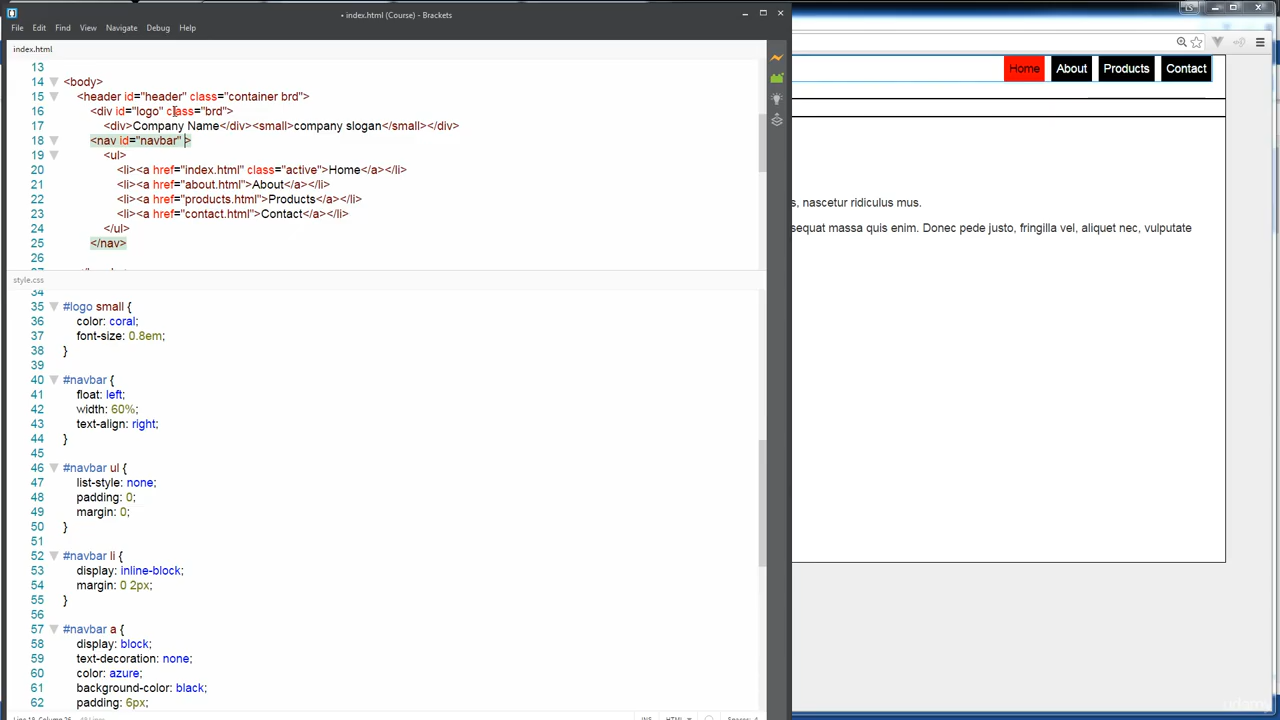 • index.html (Course) - Brackets
File Edit Find View Navigate Debug Help
index.html
13
14 <body>
15 <header id="header" class="container brd">
16 <div id="logo" class="brd">
17 <div>Company Name</div><small>company slogan</small></div>
18 <nav id="navbar" >
19 <ul>
20 <li><a href="index.html" class="active">Home</a></li>
21 <li><a href="about.html">About</a></li>
22 <li><a href="products.html">Products</a></li>
23 <li><a href="contact.html">Contact</a></li>
24 </ul>
25 </nav>
26
style.css
34
35 #logo small {
36 color: coral;
37 font-size: 0.8em;
38 }
39
40 #navbar {
41 float: left;
42 width: 60%;
43 text-align: right;
44 }
45
46 #navbar ul {
47 list-style: none;
48 padding: 0;
49 margin: 0;
50 }
51
52 #navbar li {
53 display: inline-block;
54 margin: 0 2px;
55 }
56
57 #navbar a {
58 display: block;
59 text-decoration: none;
60 color: azure;
61 background-color: black;
62 padding: 6px;
Home About Products Contact
s, nascetur ridiculus mus.
sequat massa quis enim. Donec pede justo, fringilla vel, aliquet nec, vulputate